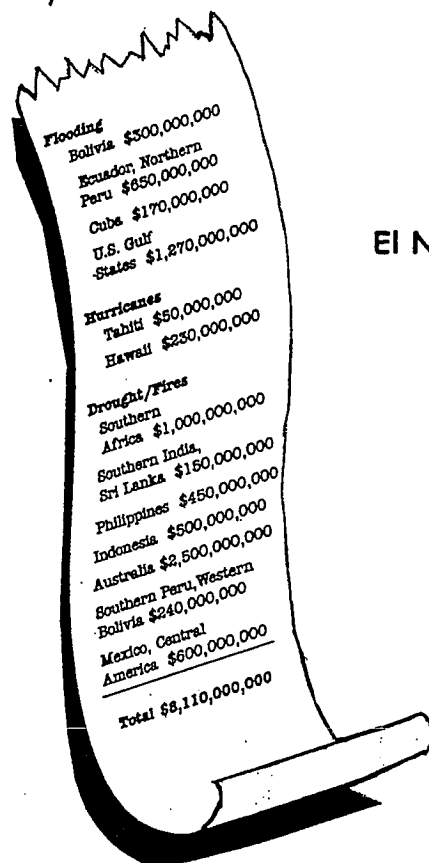 Flooding
Bolivia $300,000,000
Ecuador, Northern
Peru $650,000,000
Cuba $170,000,000
U.S. Gulf
States $1,270,000,000
Hurricanes
Tahiti $50,000,000
Hawaii $230,000,000
Drought/Fires
Southern
Africa $1,000,000,000
Southern India,
Sri Lanka $150,000,000
Philippines $450,000,000
Indonesia $500,000,000
Australia $2,500,000,000
Southern Peru, Western
Bolivia $240,000,000
Mexico, Central
America $600,000,000
Total $8,110,000,000
El N